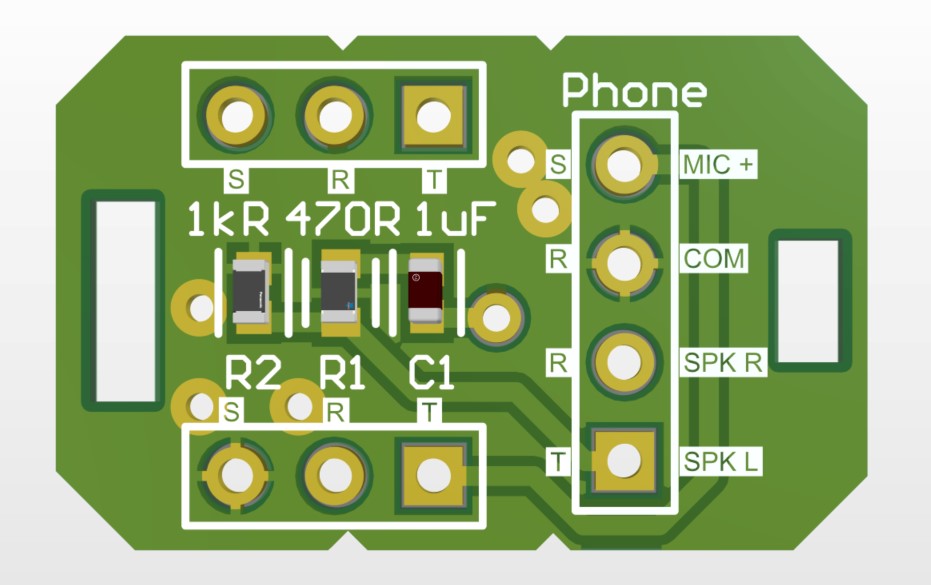 Phone
S MIC +
S R T
1kR 470R 1uF
R COM
R2 R1 C1
R SPK R
S R T
T SPK L